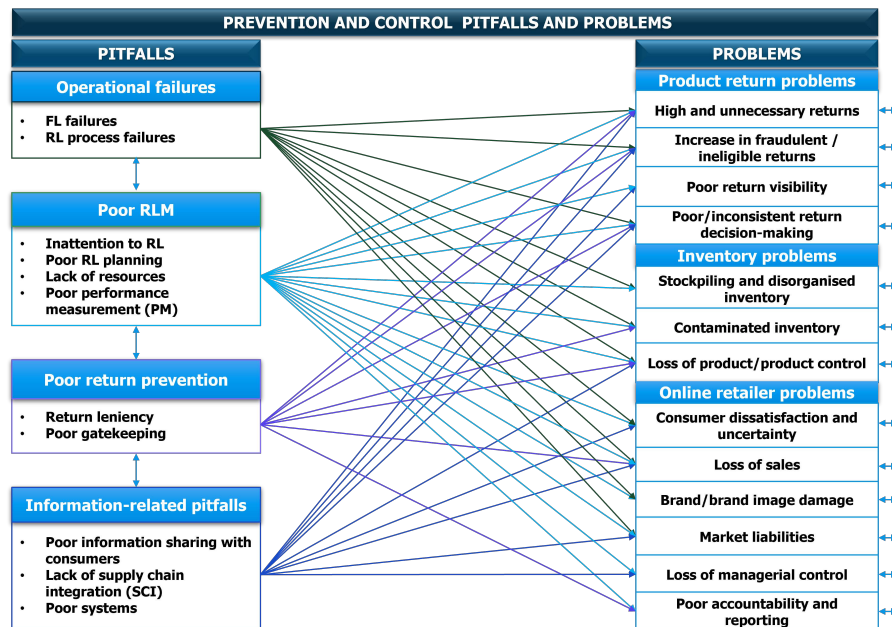 PREVENTION AND CONTROL PITFALLS AND PROBLEMS
PITFALLS
Operational failures
• FL failures
• RL process failures
Poor RLM
• Inattention to RL
• Poor RL planning
• Lack of resources
• Poor performance
measurement (PM)
Poor return prevention
• Return leniency
• Poor gatekeeping
Information-related pitfalls
• Poor information sharing with
consumers
• Lack of supply chain
integration (SCI)
• Poor systems
PROBLEMS
Product return problems
High and unnecessary returns
Increase in fraudulent /
ineligible returns
Poor return visibility
Poor/inconsistent return
decision-making
Inventory problems
Stockpiling and disorganised
inventory
Contaminated inventory
Loss of product/product control
Online retailer problems
Consumer dissatisfaction and
uncertainty
Loss of sales
Brand/brand image damage
Market liabilities
Loss of managerial control
Poor accountability and
reporting